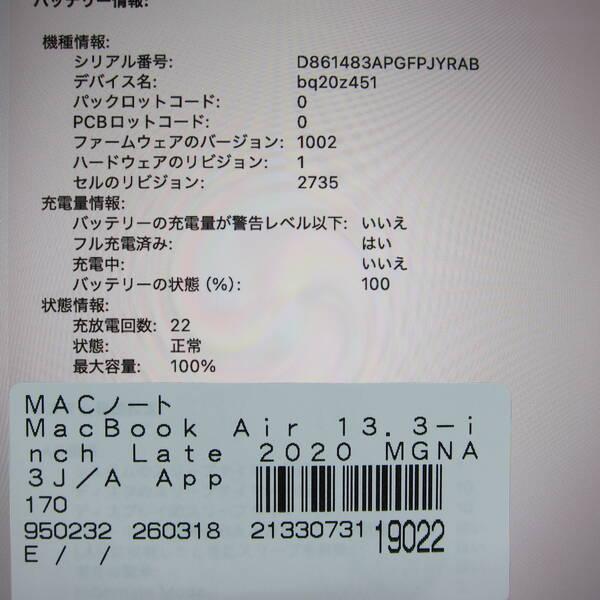 バッテリー情報:
機種情報:
シリアル番号: D861483APGFPJYRAB
デバイス名: bq20z451
パックロットコード: 0
PCBロットコード: 0
ファームウェアのバージョン: 1002
ハードウェアのリビジョン: 1
セルのリビジョン: 2735
充電量情報:
バッテリーの充電量が警告レベル以下: いいえ
フル充電済み: はい
充電中: いいえ
バッテリーの状態 (%): 100
状態情報:
充放電回数: 22
状態: 正常
最大容量: 100%
MACノート
MacBook Air 13.3-i
nch Late 2020 MGNA
3J/A App
170
950232 260318 21330731 19022
E / /